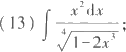 (13) ∫ x²dx / ⁴√(1−2x³);